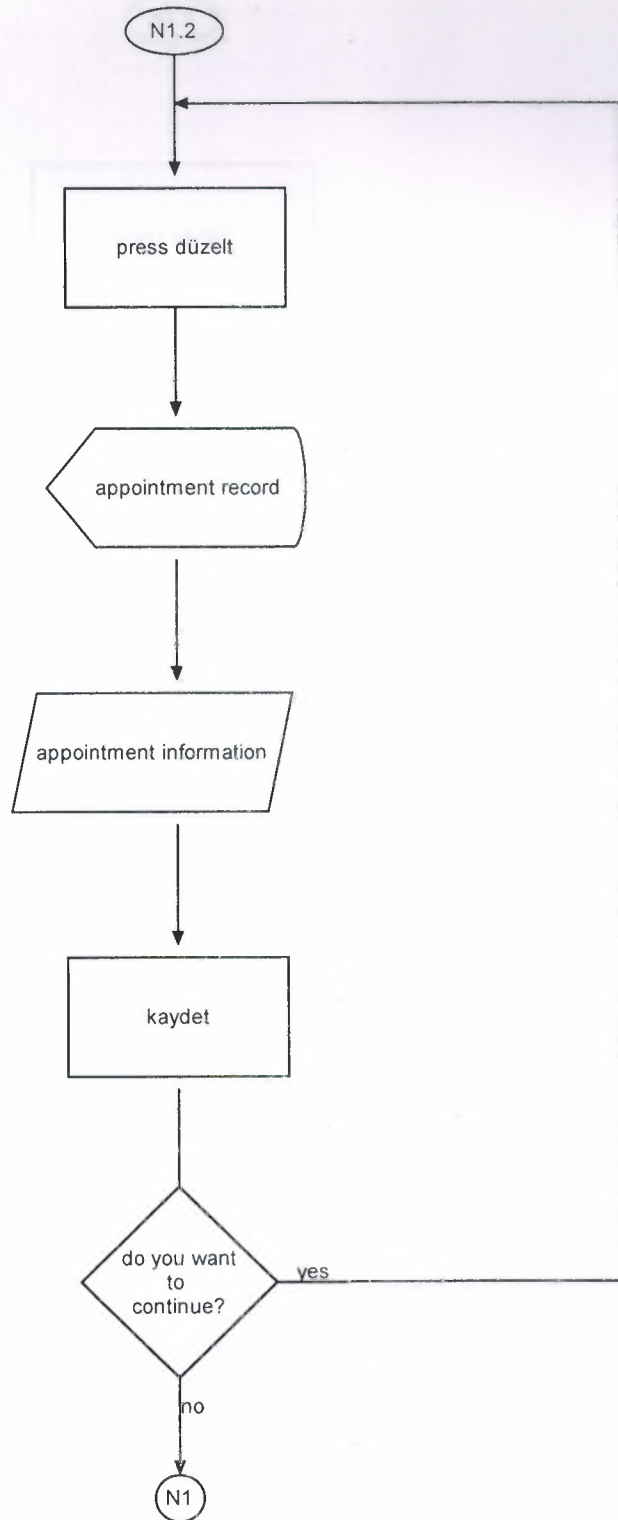 N1.2
press düzelt
appointment record
appointment information
kaydet
do you want
to
continue?
yes
no
N1